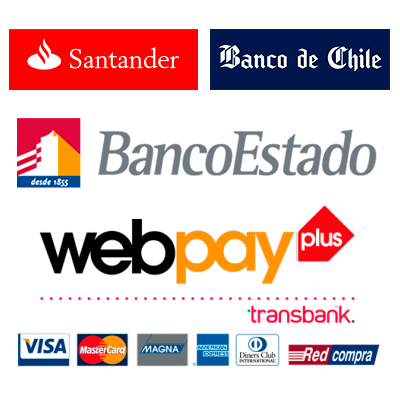 Santander
Banco de Chile
BancoEstado
desde 1855
webpay plus
transbank.
VISA MasterCard MAGNA AMERICAN EXPRESS Diners Club INTERNATIONAL Red compra